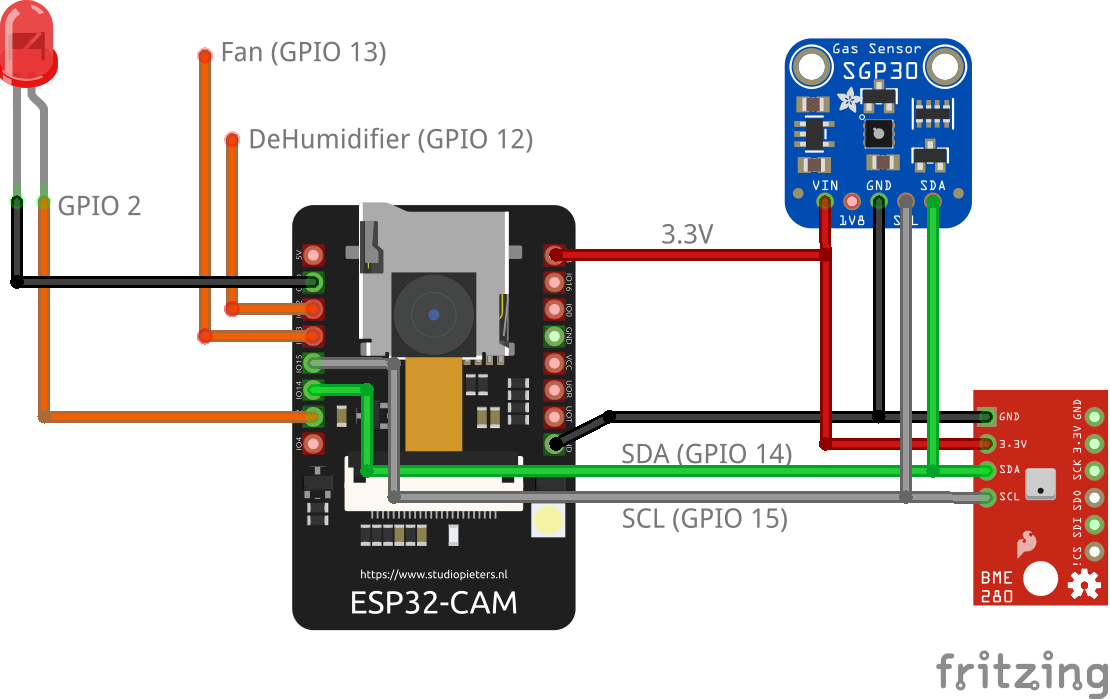 Fan (GPIO 13)
DeHumidifier (GPIO 12)
GPIO 2
Gas Sensor
SGP30
VIN
GND
SDA
1V8
3.3V
5V
IO15
IO14
IO4
IO16
IO0
GND
VCC
UOR
UOT
SDA (GPIO 14)
SCL (GPIO 15)
GND
3.3V
SDA
SCL
GND
3.3V
SCK
SDO
SDI
BME
280
https://www.studiopieters.nl
ESP32-CAM
fritzing